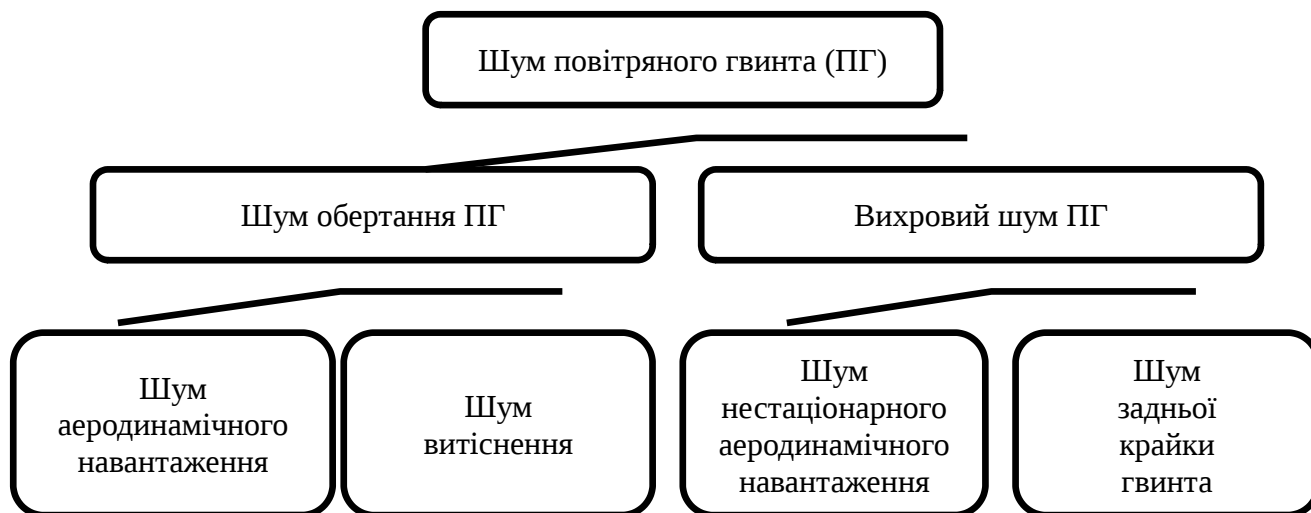 Шум повітряного гвинта (ПГ)
Шум обертання ПГ
Вихровий шум ПГ
Шум
аеродинамічного
навантаження
Шум
витіснення
Шум
нестаціонарного
аеродинамічного
навантаження
Шум
задньої
крайки
гвинта